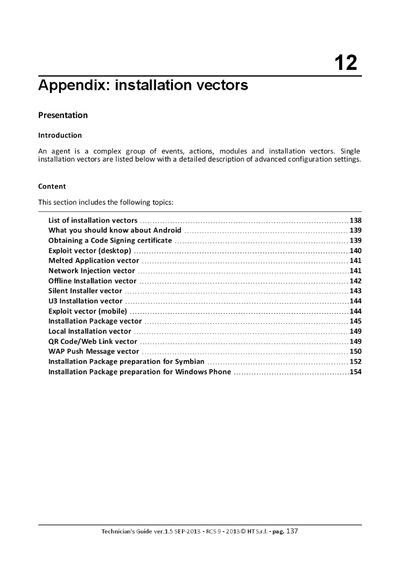 12
Appendix: installation vectors
Presentation
Introduction
An agent is a complex group of events, actions, modules and installation vectors. Single
installation vectors are listed below with a detailed description of advanced configuration settings.
Content
This section includes the following topics:
List of installation vectors 138
What you should know about Android 139
Obtaining a Code Signing certificate 139
Exploit vector (desktop) 140
Melted Application vector 141
Network Injection vector 141
Offline Installation vector 142
Silent Installer vector 143
U3 Installation vector 144
Exploit vector (mobile) 144
Installation Package vector 145
Local Installation vector 149
QR Code/Web Link vector 149
WAP Push Message vector 150
Installation Package preparation for Symbian 152
Installation Package preparation for Windows Phone 154
Technician's Guide ver.1.5 SEP-2013 - RCS 9 - 2013 © HT S.r.l. - pag. 137